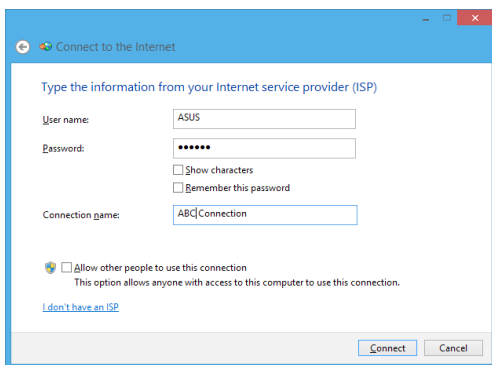 Connect to the Internet
Type the information from your Internet service provider (ISP)
User name: ASUS
Password: ••••••
Show characters
Remember this password
Connection name: ABC Connection
Allow other people to use this connection
This option allows anyone with access to this computer to use this connection.
I don't have an ISP
Connect Cancel